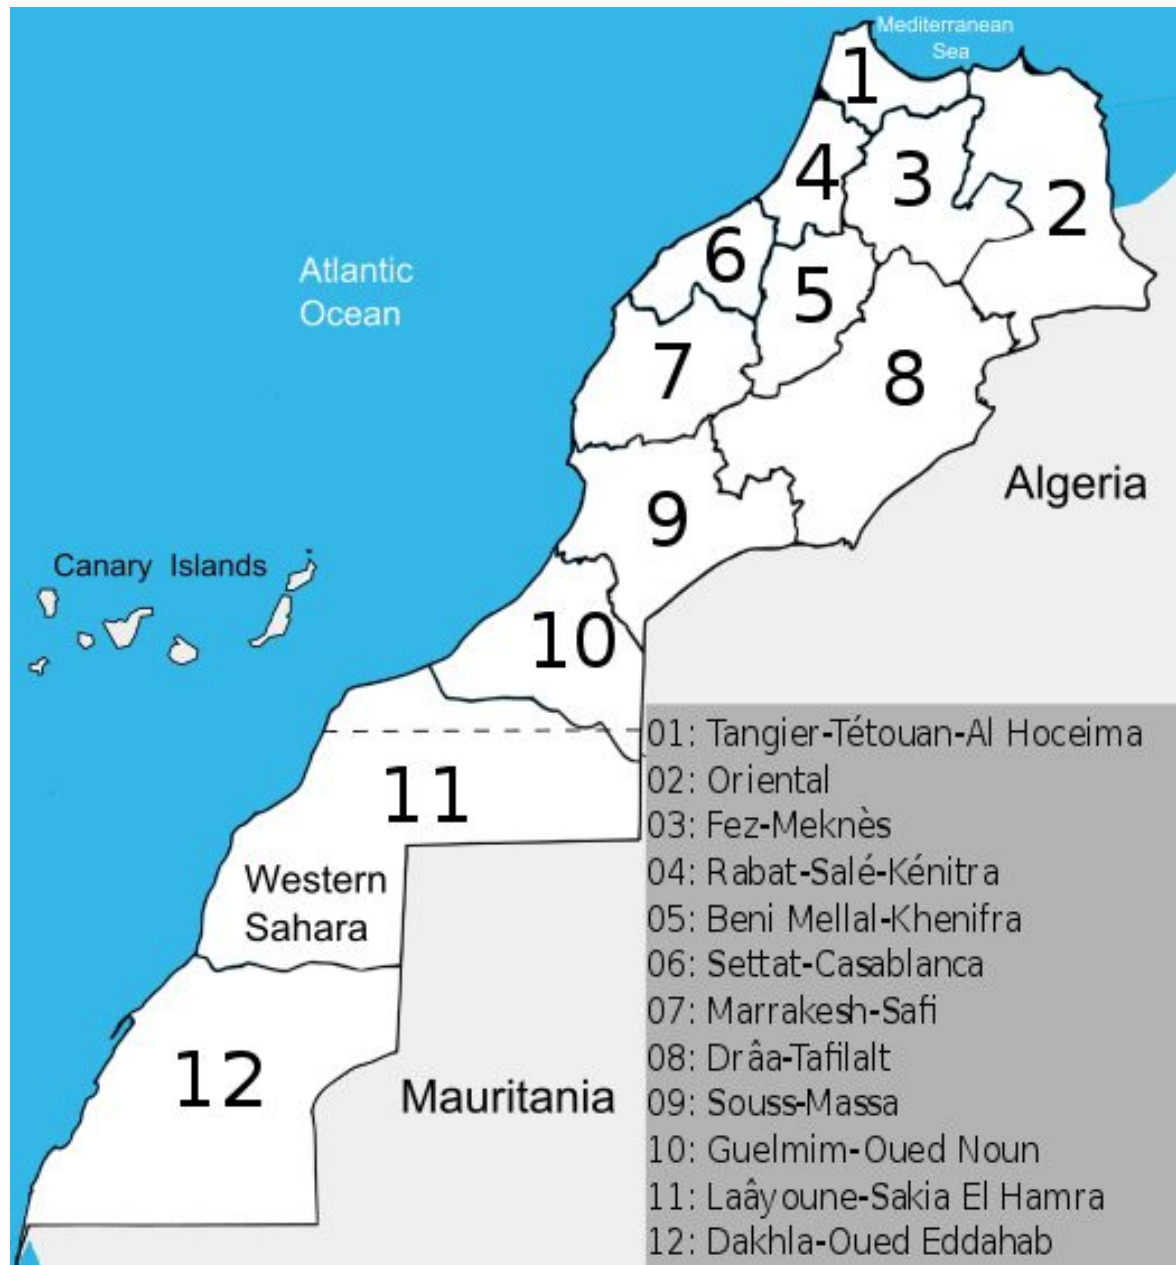 Mediterranean
Sea
1
4
3
2
6
5
Atlantic
Ocean
7
8
9
Algeria
Canary Islands
10
11
Western
Sahara
12
Mauritania
01: Tangier-Tétouan-Al Hoceima
02: Oriental
03: Fez-Meknès
04: Rabat-Salé-Kénitra
05: Beni Mellal-Khenifra
06: Settat-Casablanca
07: Marrakesh-Safi
08: Drâa-Tafilalt
09: Souss-Massa
10: Guelmim-Oued Noun
11: Laâyoune-Sakia El Hamra
12: Dakhla-Oued Eddahab